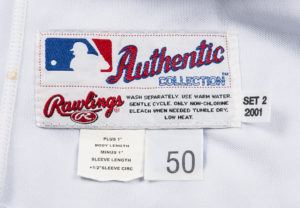 Authentic
COLLECTION™
Rawlings®
R
WASH SEPARATELY. USE WARM WATER.
GENTLE CYCLE. ONLY NON-CHLORINE
BLEACH WHEN NEEDED TUMBLE DRY,
LOW HEAT.
SET 2
2001
PLUS 1"
BODY LENGTH
MINUS 1"
SLEEVE LENGTH
+1/2" SLEEVE CIRC
50